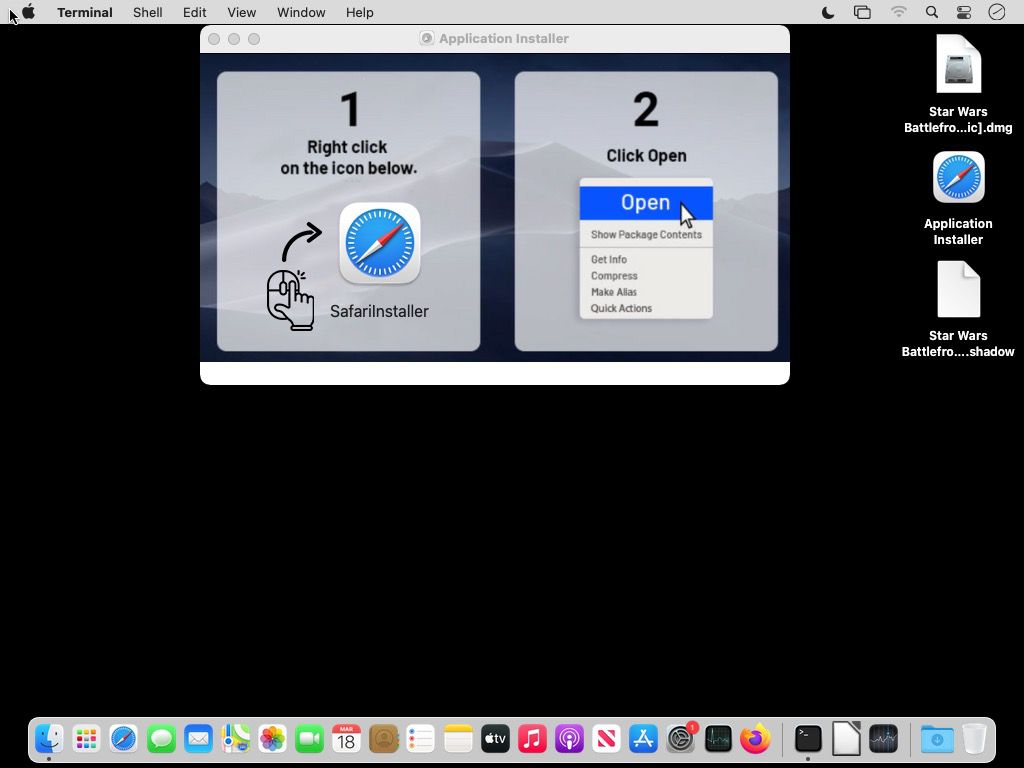 Terminal Shell Edit View Window Help
Application Installer
1
Right click
on the icon below.
SafariInstaller
2
Click Open
Open
Show Package Contents
Get Info
Compress
Make Alias
Quick Actions
Star Wars
Battlefro...ic].dmg
Application
Installer
Star Wars
Battlefro....shadow
MAR
18
tv
1